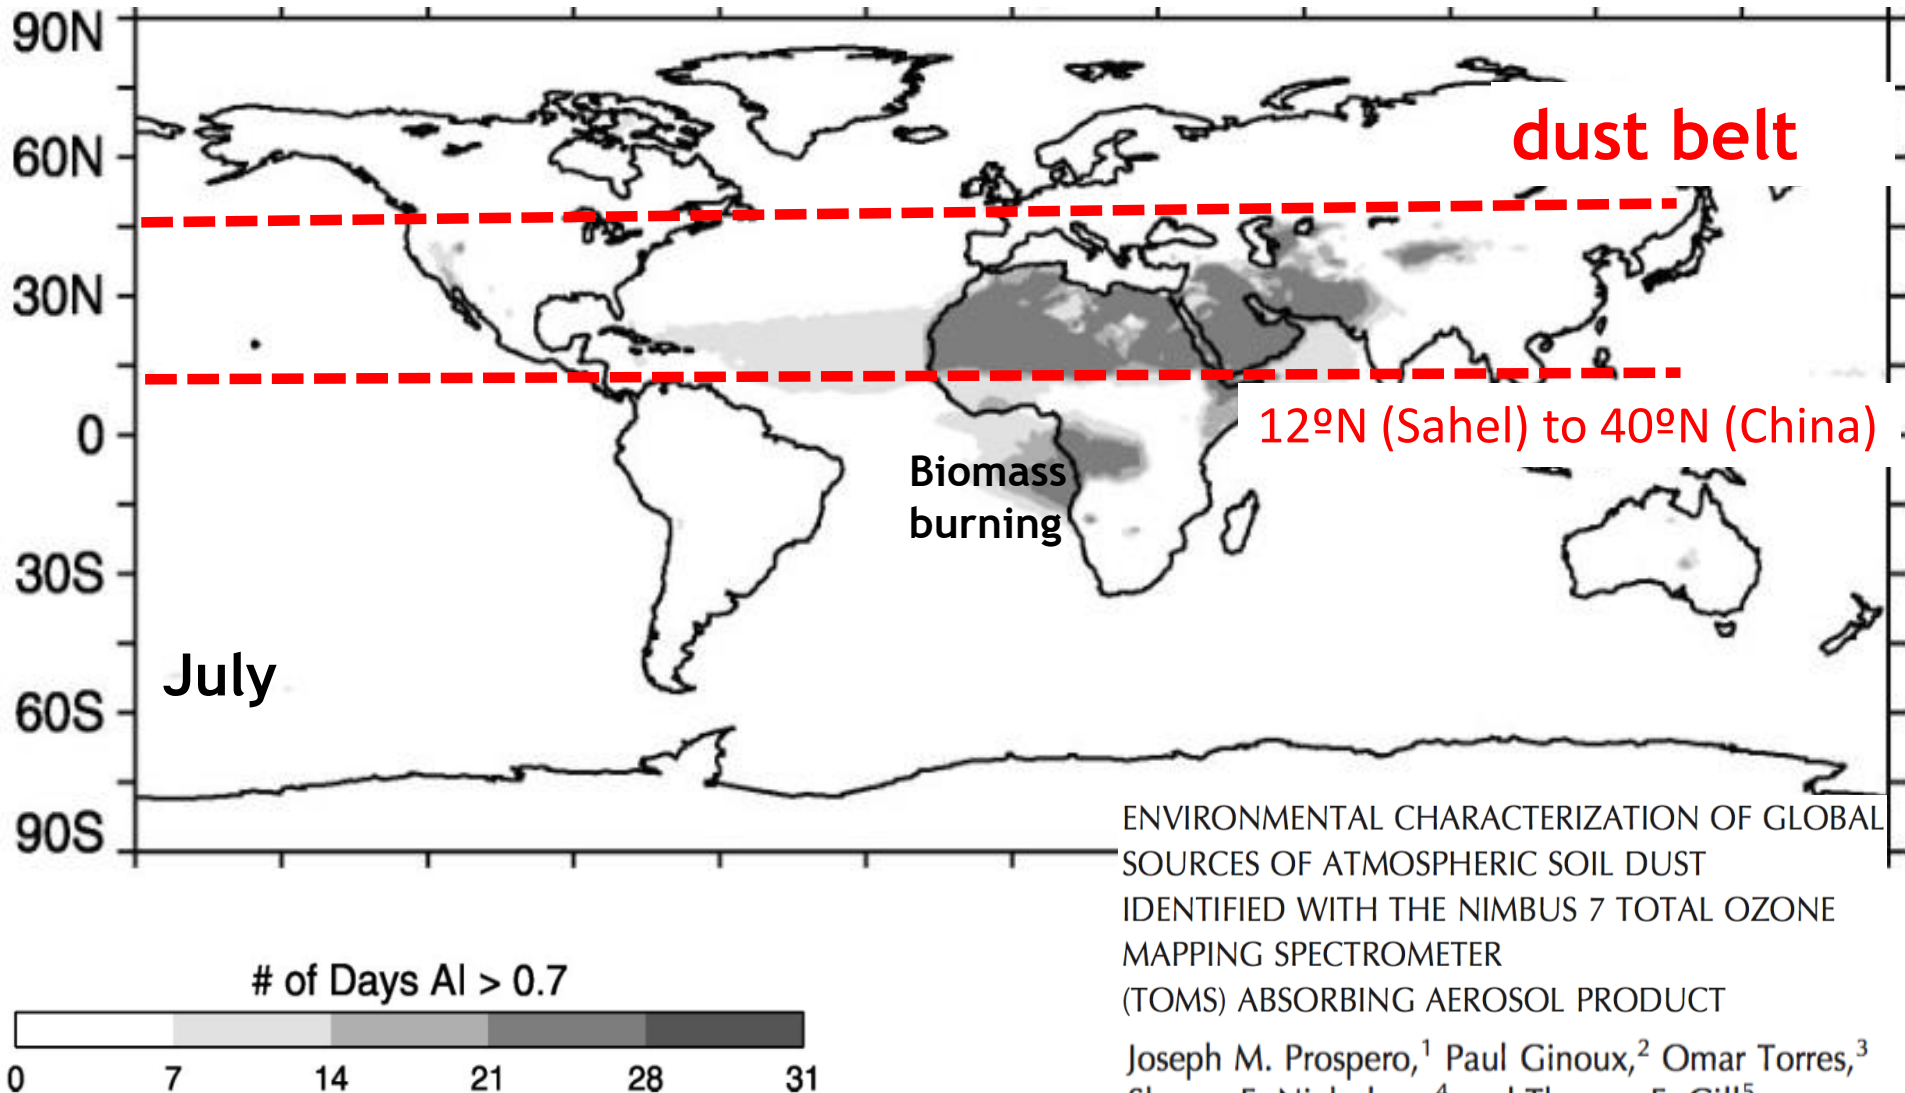 90N
60N
30N
0
30S
60S
90S
dust belt
12ºN (Sahel) to 40ºN (China)
Biomass
burning
July
ENVIRONMENTAL CHARACTERIZATION OF GLOBAL
SOURCES OF ATMOSPHERIC SOIL DUST
IDENTIFIED WITH THE NIMBUS 7 TOTAL OZONE
MAPPING SPECTROMETER
(TOMS) ABSORBING AEROSOL PRODUCT
Joseph M. Prospero,¹ Paul Ginoux,² Omar Torres,³
# of Days AI > 0.7
0 7 14 21 28 31